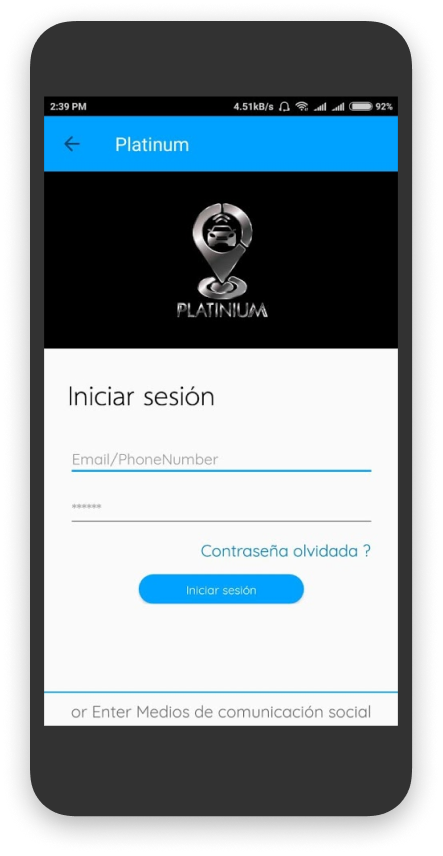 2:39 PM 4.51kB/s 92%
Platinum
PLATINIUM
Iniciar sesión
Email/PhoneNumber
******
Contraseña olvidada ?
Iniciar sesión
or Enter Medios de comunicación social